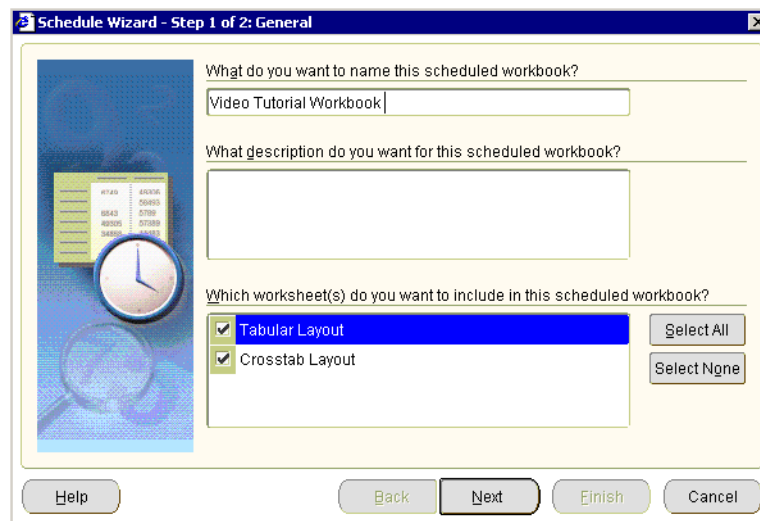 Schedule Wizard - Step 1 of 2: General
What do you want to name this scheduled workbook?
Video Tutorial Workbook
What description do you want for this scheduled workbook?
Which worksheet(s) do you want to include in this scheduled workbook?
Tabular Layout
Select All
Crosstab Layout
Select None
Help
Back
Next
Finish
Cancel